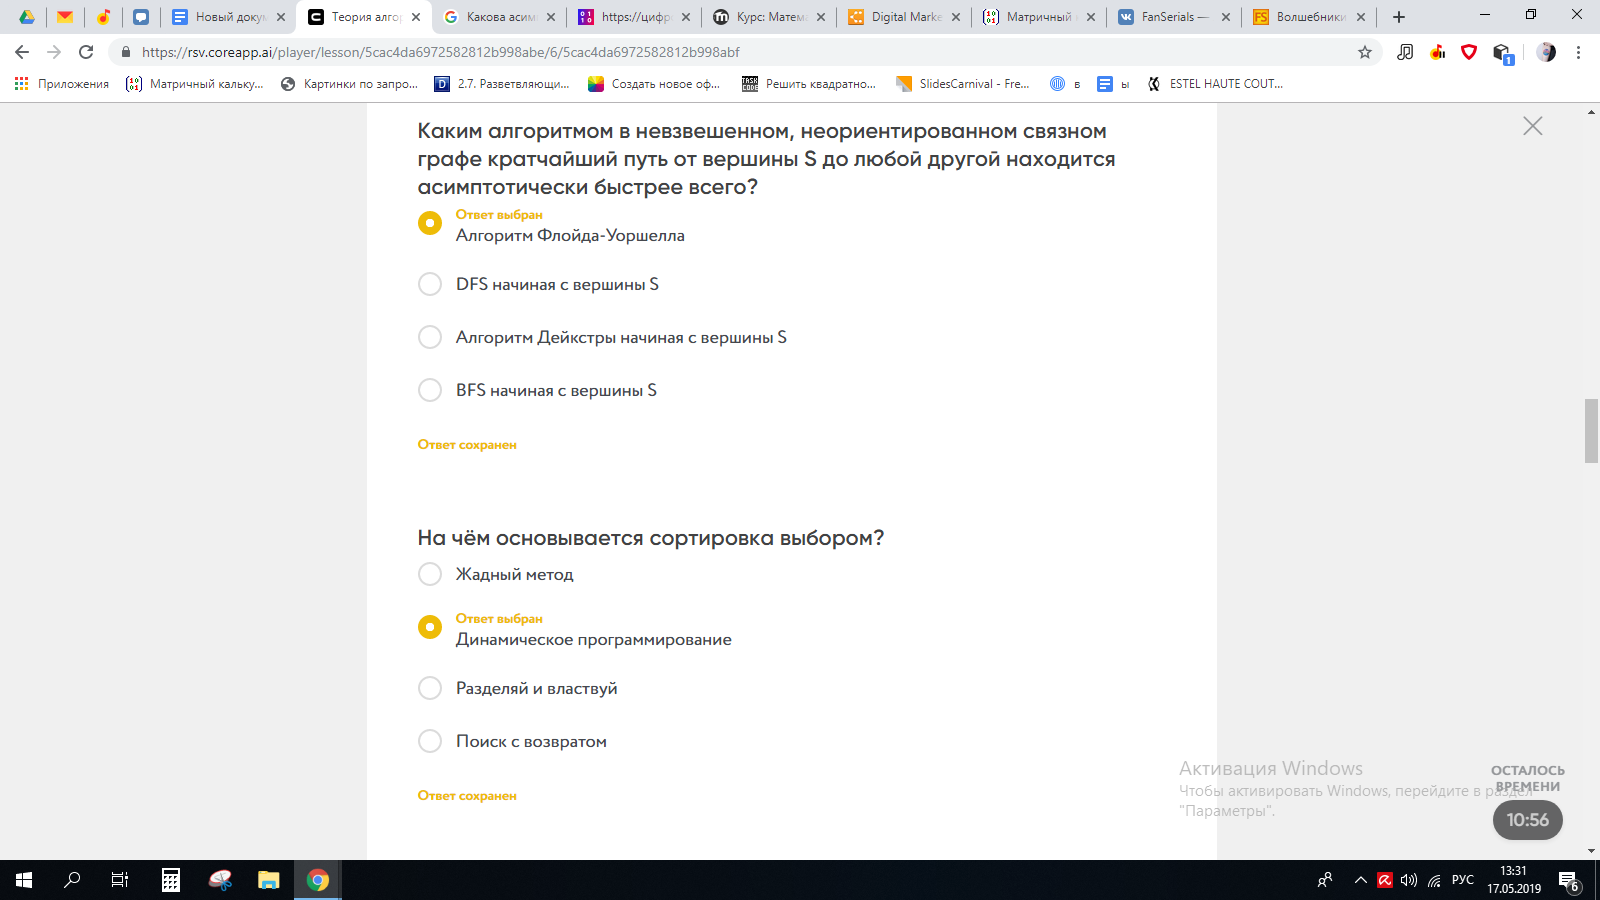 Новый доку
Теория алгор
Какова асим
https://цифр
Курс: Матема
Digital Marke
Матричный
FanSerials —
Волшебники
https://rsv.coreapp.ai/player/lesson/5cac4da6972582812b998abe/6/5cac4da6972582812b998abf
Приложения
Матричный кальку...
Картинки по запро...
2.7. Разветвляющи...
Создать новое оф...
Решить квадратно...
SlidesCarnival - Fre...
в
ы
ESTEL HAUTE COUT...
Каким алгоритмом в невзвешенном, неориентированном связном
графе кратчайший путь от вершины S до любой другой находится
асимптотически быстрее всего?
Ответ выбран
Алгоритм Флойда-Уоршелла
DFS начиная с вершины S
Алгоритм Дейкстры начиная с вершины S
BFS начиная с вершины S
Ответ сохранен
На чём основывается сортировка выбором?
Жадный метод
Ответ выбран
Динамическое программирование
Разделяй и властвуй
Поиск с возвратом
Ответ сохранен
Активация Windows
Чтобы активировать Windows, перейдите в раздел
"Параметры".
ОСТАЛОСЬ
ВРЕМЕНИ
10:56
РУС
13:31
17.05.2019
6